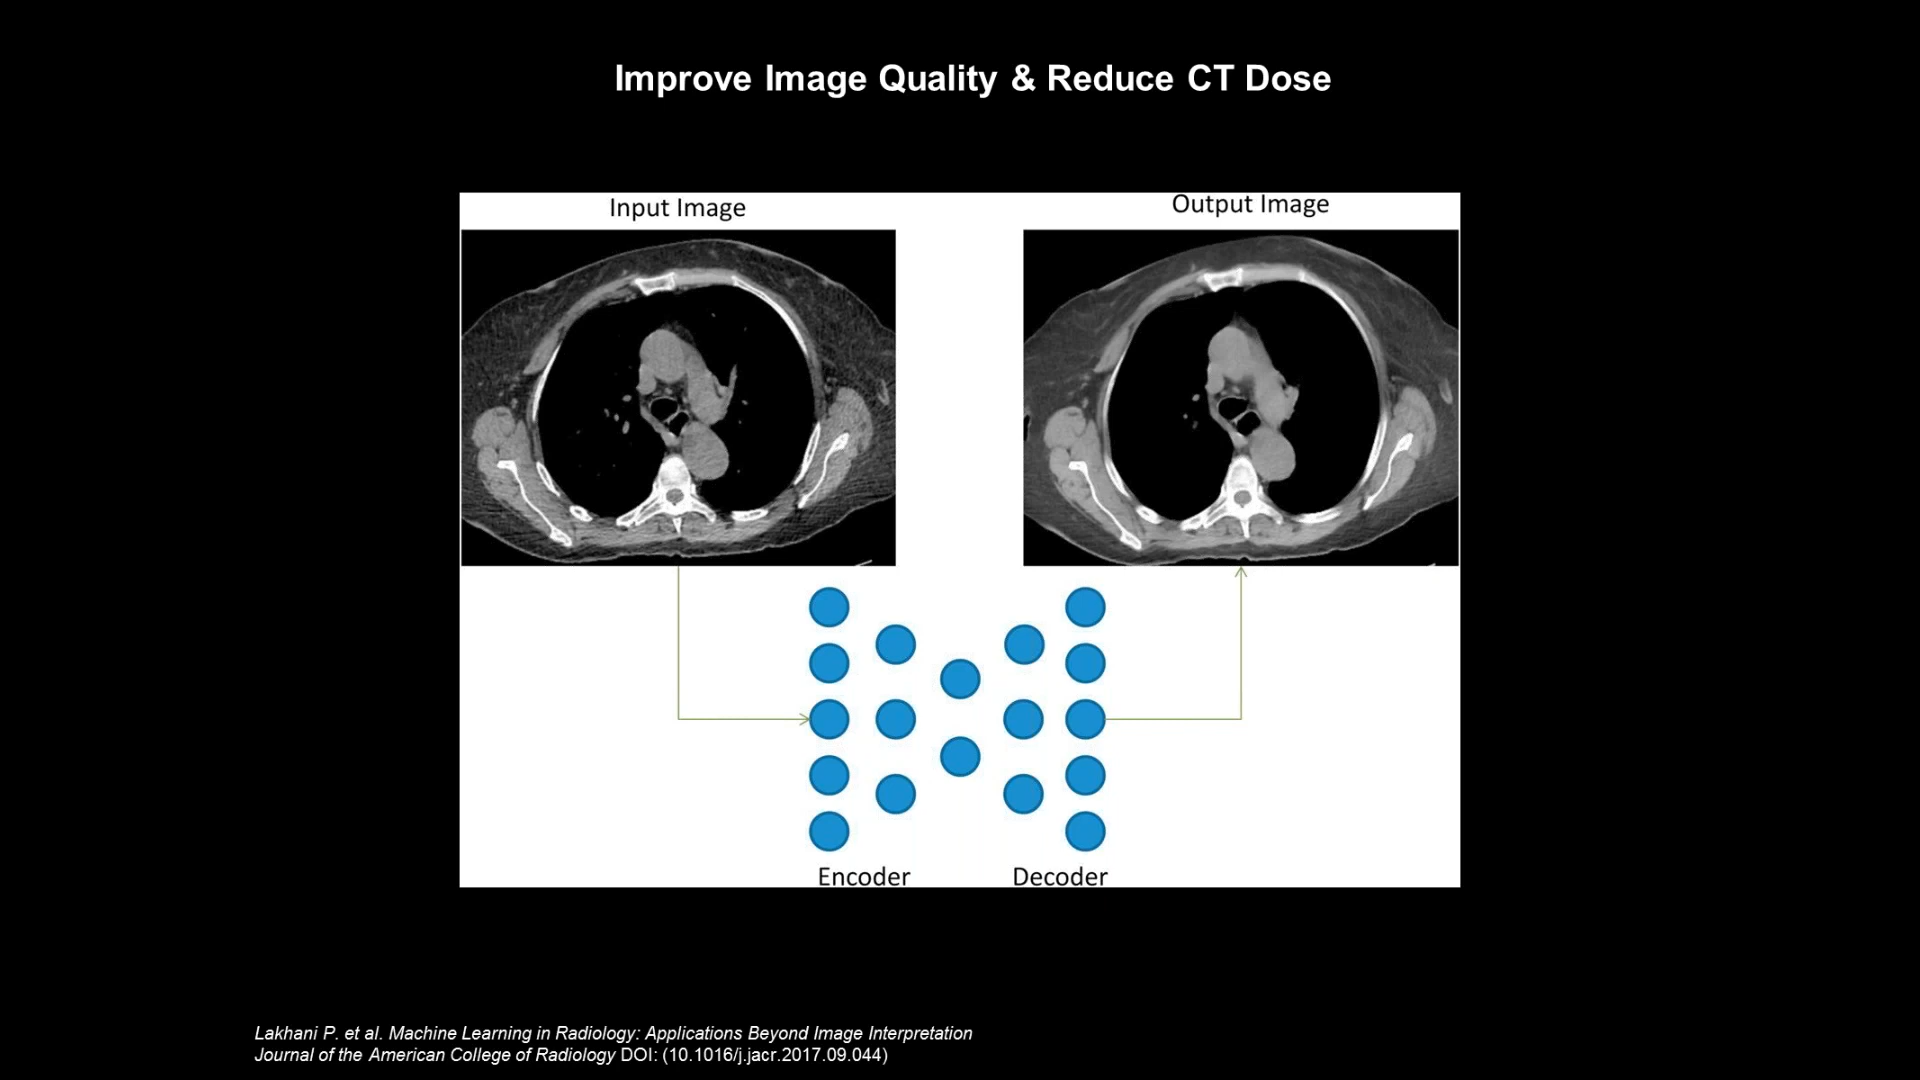 Improve Image Quality & Reduce CT Dose
Input Image
Output Image
Encoder
Decoder
Lakhani P. et al. Machine Learning in Radiology: Applications Beyond Image Interpretation
Journal of the American College of Radiology DOI: (10.1016/j.jacr.2017.09.044)